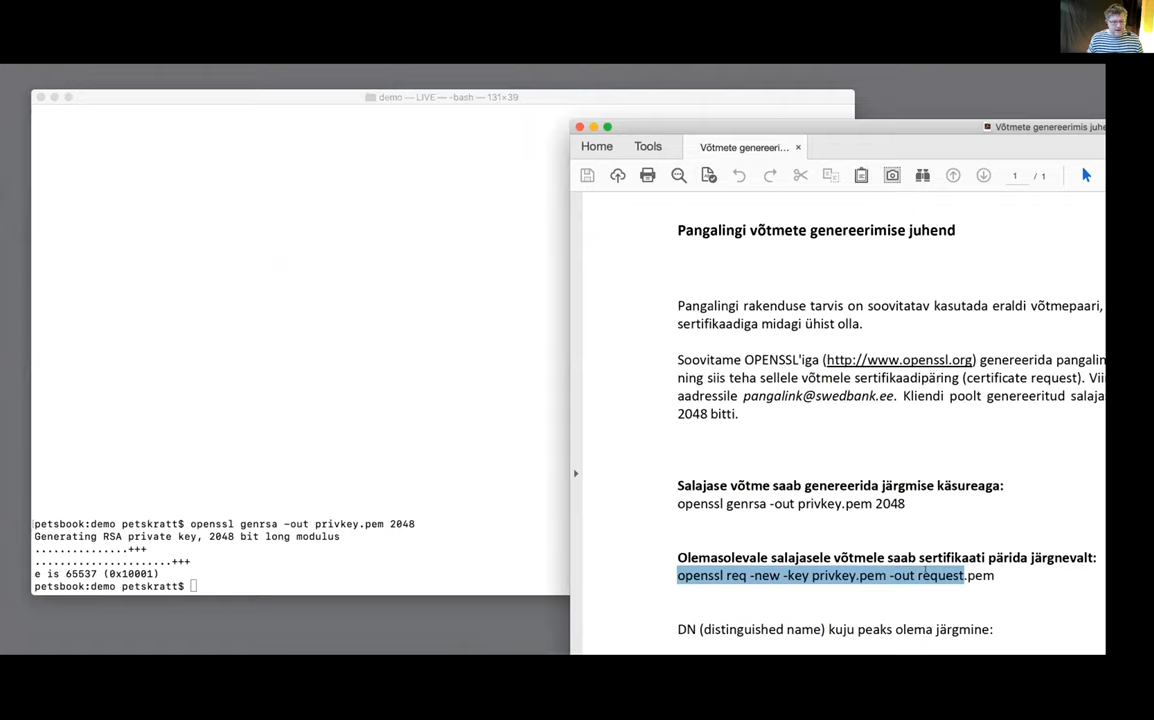 demo — LIVE — -bash — 131×39
Võtmete genereerimis juhe
Home
Tools
Võtmete genereeri...
×
1
/ 1
Pangalingi võtmete genereerimise juhend
Pangalingi rakenduse tarvis on soovitatav kasutada eraldi võtmepaari,
sertifikaadiga midagi ühist olla.
Soovitame OPENSSL'iga (http://www.openssl.org) genereerida pangalin
ning siis teha sellele võtmele sertifikaadipäring (certificate request). Vii
aadressile pangalink@swedbank.ee. Kliendi poolt genereeritud salaja
2048 bitti.
Salajase võtme saab genereerida järgmise käsureaga:
openssl genrsa -out privkey.pem 2048
Olemasolevale salajasele võtmele saab sertifikaati pärida järgnevalt:
openssl req -new -key privkey.pem -out request.pem
DN (distinguished name) kuju peaks olema järgmine:
petsbook:demo petskratt$ openssl genrsa -out privkey.pem 2048
Generating RSA private key, 2048 bit long modulus
...............+++
......................+++
e is 65537 (0x10001)
petsbook:demo petskratt$